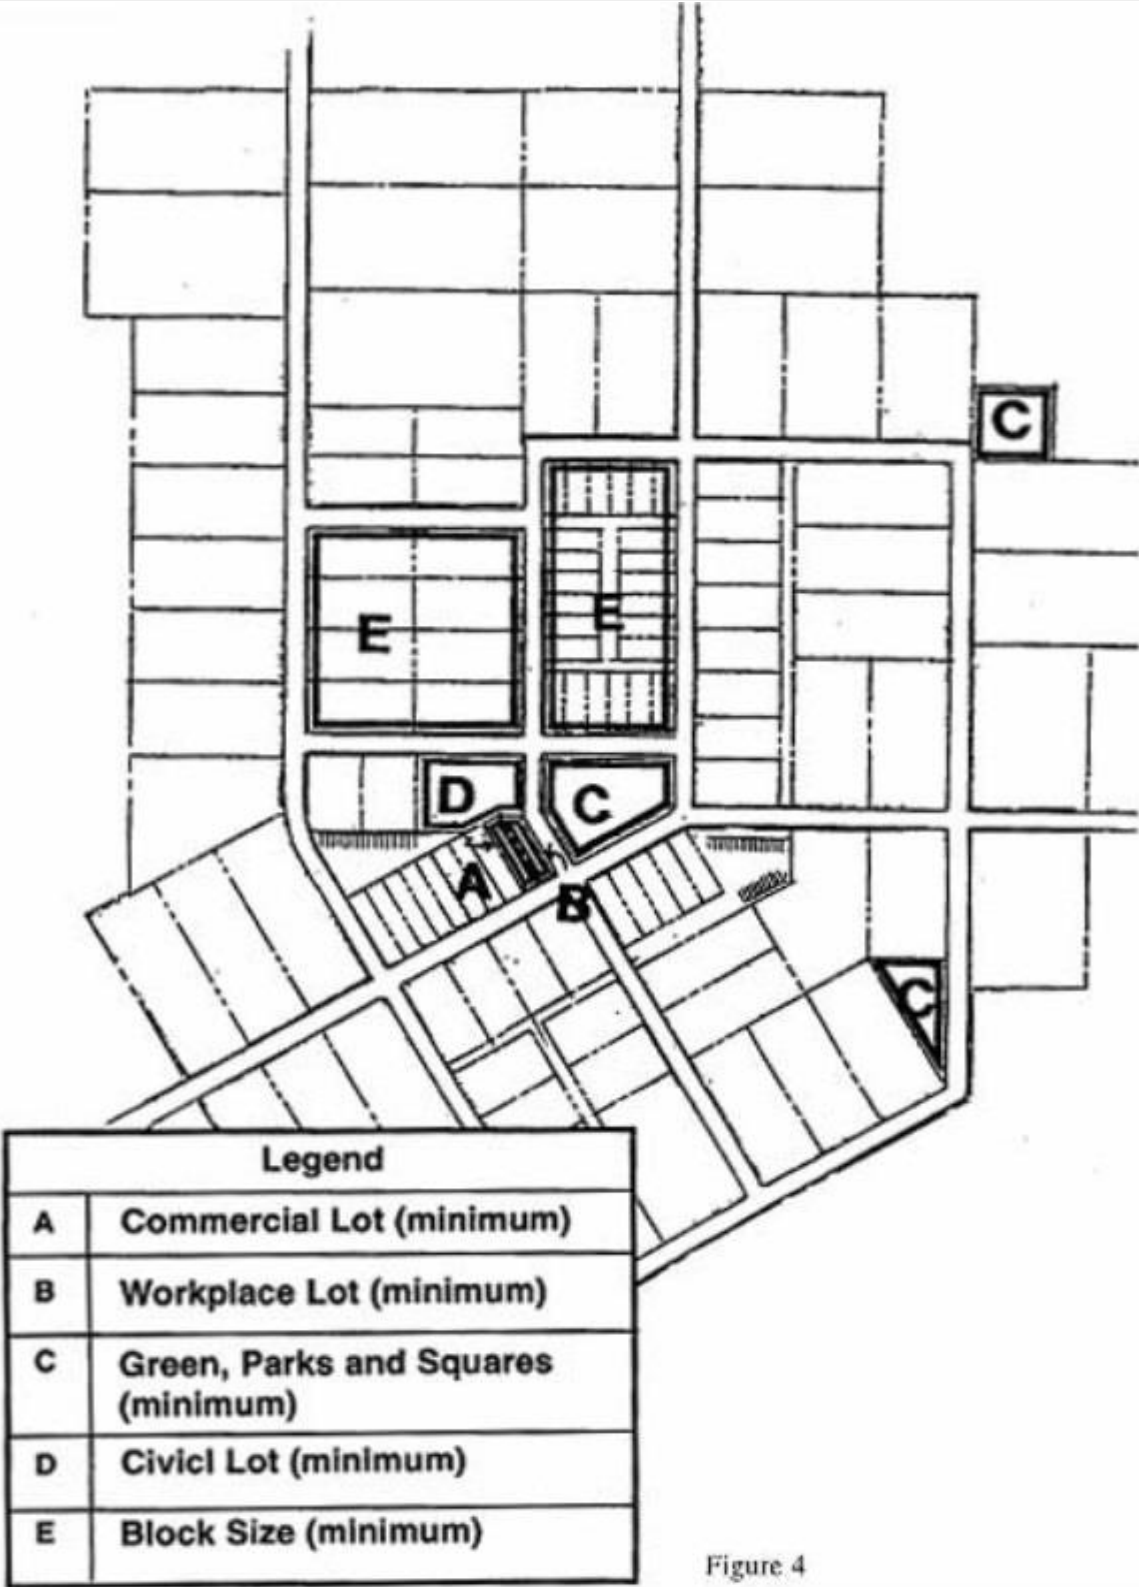 C
E
E
D
C
A
B
C
Legend
A Commercial Lot (minimum)
B Workplace Lot (minimum)
C Green, Parks and Squares
(minimum)
D Civicl Lot (minimum)
E Block Size (minimum)
Figure 4